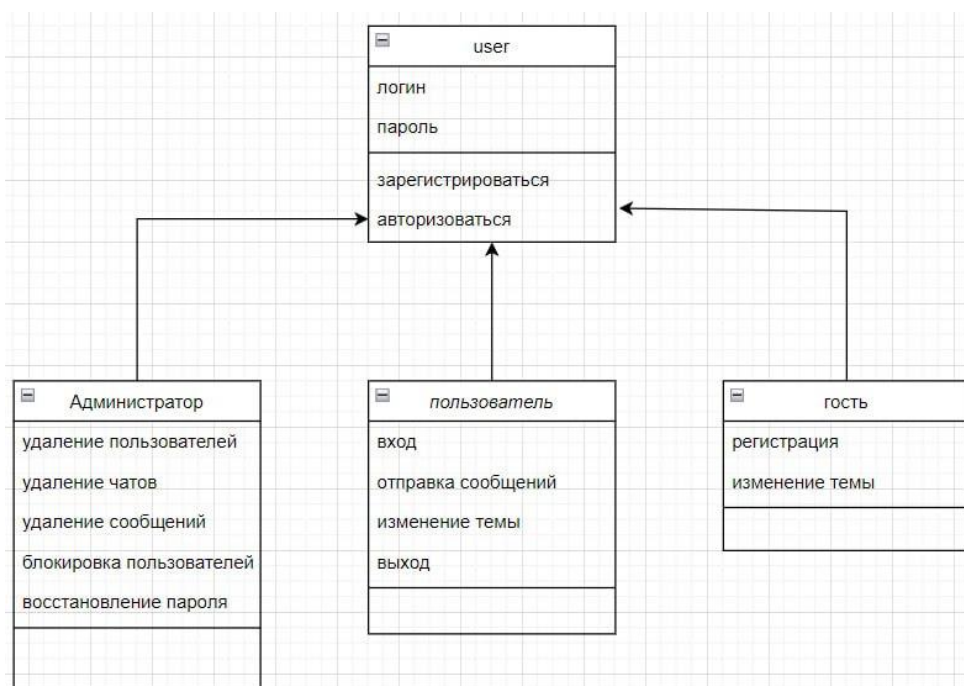 user
логин
пароль
зарегистрироваться
авторизоваться
Администратор
удаление пользователей
удаление чатов
удаление сообщений
блокировка пользователей
восстановление пароля
пользователь
вход
отправка сообщений
изменение темы
выход
гость
регистрация
изменение темы